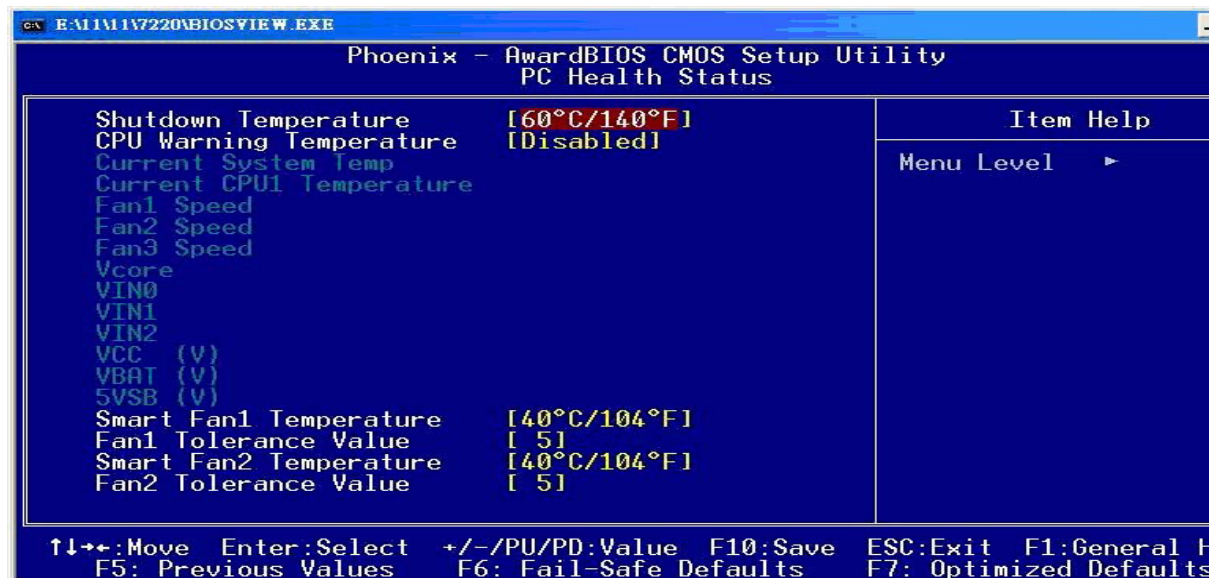 E:\11\11\7220\BIOSVIEW.EXE
Phoenix - AwardBIOS CMOS Setup Utility
PC Health Status
Shutdown Temperature [60°C/140°F]
CPU Warning Temperature [Disabled]
Current System Temp
Current CPU1 Temperature
Fan1 Speed
Fan2 Speed
Fan3 Speed
Vcore
VIN0
VIN1
VIN2
VCC (V)
VBAT (V)
5VSB (V)
Smart Fan1 Temperature [40°C/104°F]
Fan1 Tolerance Value [ 5]
Smart Fan2 Temperature [40°C/104°F]
Fan2 Tolerance Value [ 5]
Item Help
Menu Level ►
↑↓→←:Move Enter:Select +/-/PU/PD:Value F10:Save ESC:Exit F1:General H
F5: Previous Values F6: Fail-Safe Defaults F7: Optimized Defaults